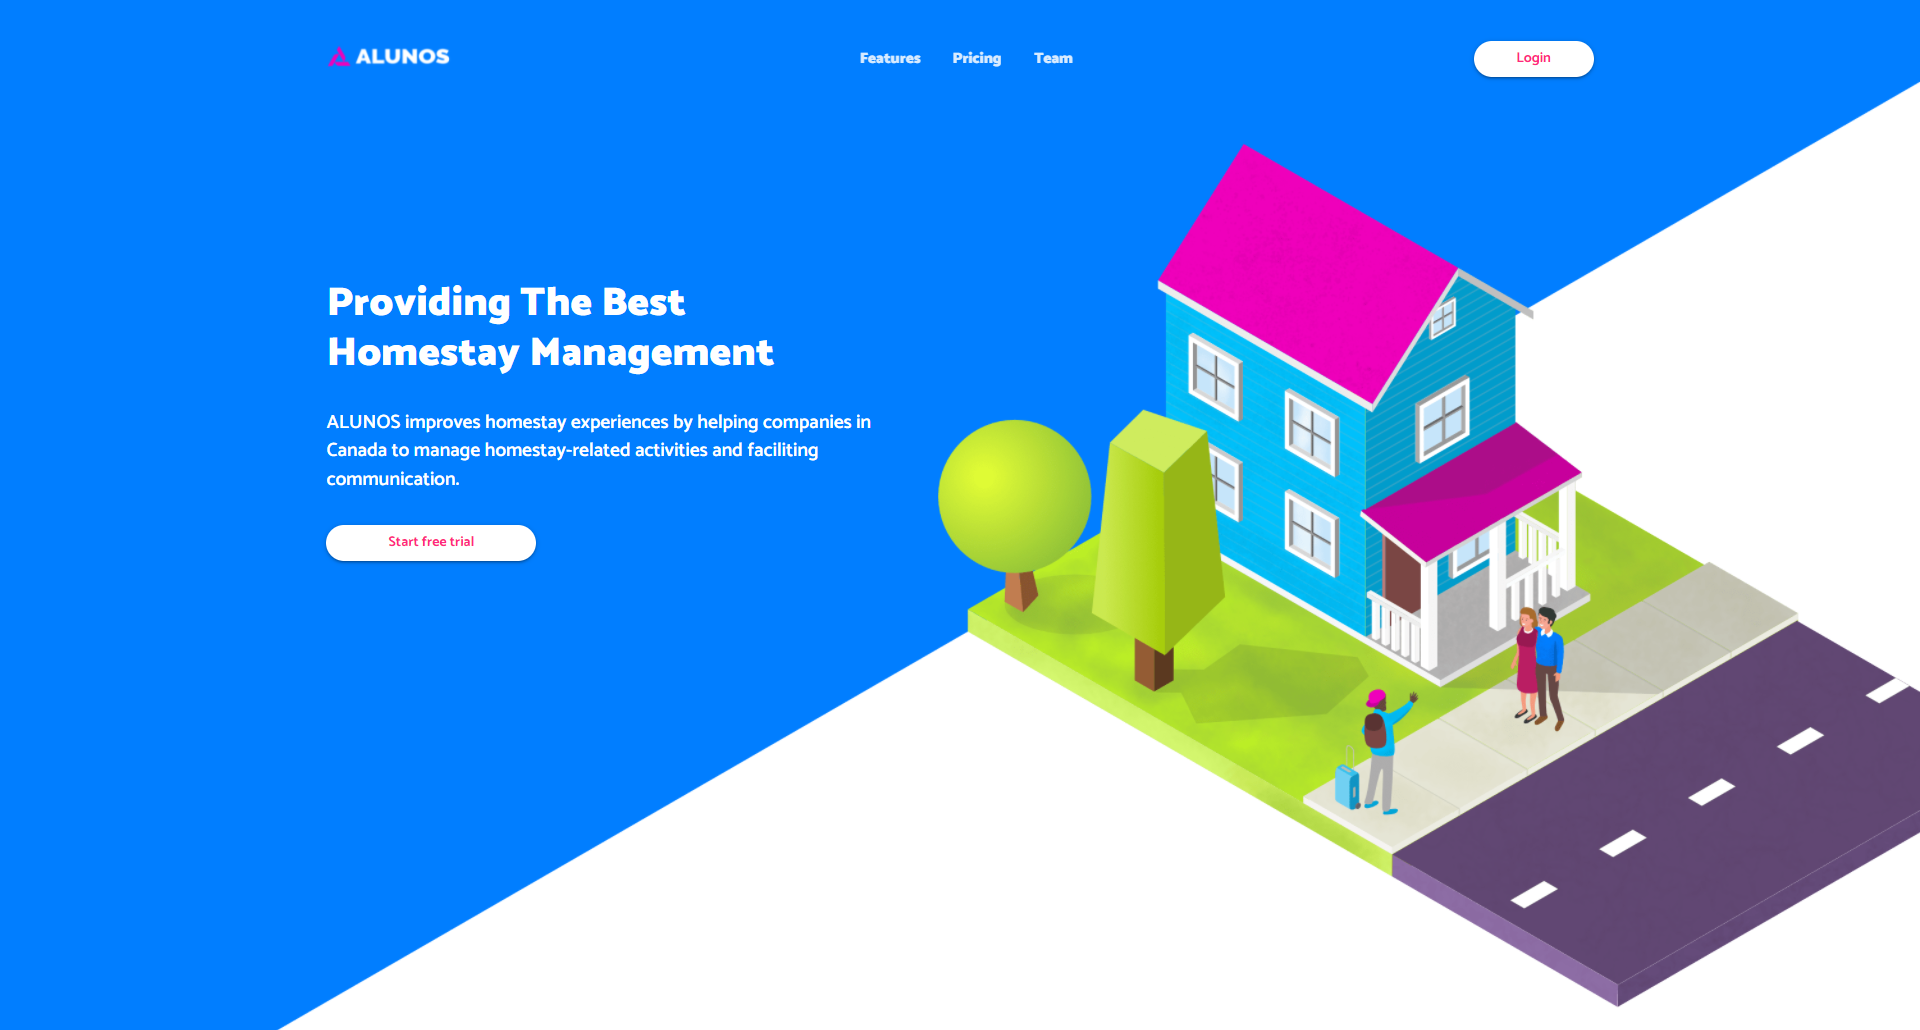 ALUNOS
Features Pricing Team
Login
Providing The Best
Homestay Management
ALUNOS improves homestay experiences by helping companies in
Canada to manage homestay-related activities and faciliting
communication.
Start free trial